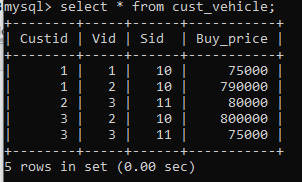 mysql> select * from cust_vehicle;
+--------+-----+-----+-----------+
| Custid | Vid | Sid | Buy_price |
+--------+-----+-----+-----------+
| 1 | 1 | 10 | 75000 |
| 1 | 2 | 10 | 790000 |
| 2 | 3 | 11 | 80000 |
| 3 | 2 | 10 | 800000 |
| 3 | 3 | 11 | 75000 |
+--------+-----+-----+-----------+
5 rows in set (0.00 sec)